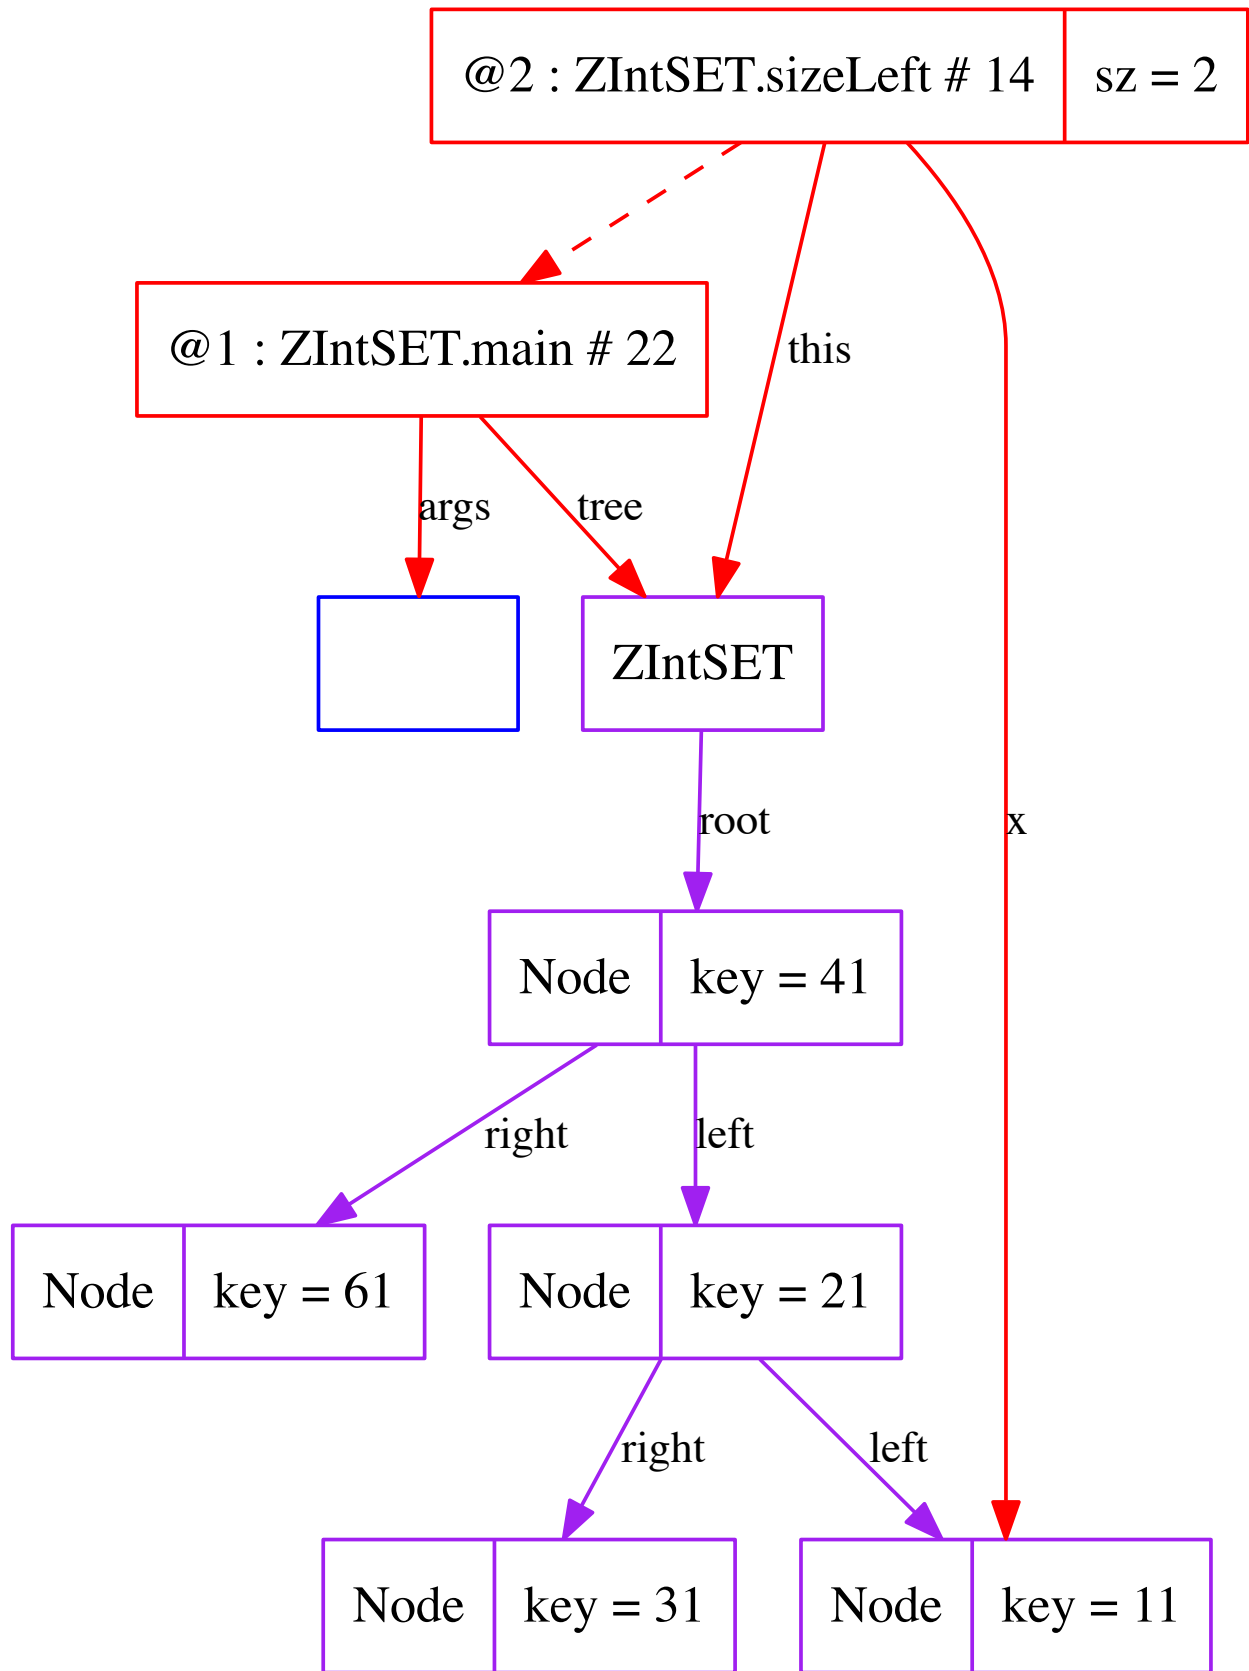 @2 : ZIntSET.sizeLeft # 14 sz = 2
@1 : ZIntSET.main # 22
this
args
tree
ZIntSET
root
x
Node key = 41
right
left
Node key = 61
Node key = 21
right
left
Node key = 31
Node key = 11